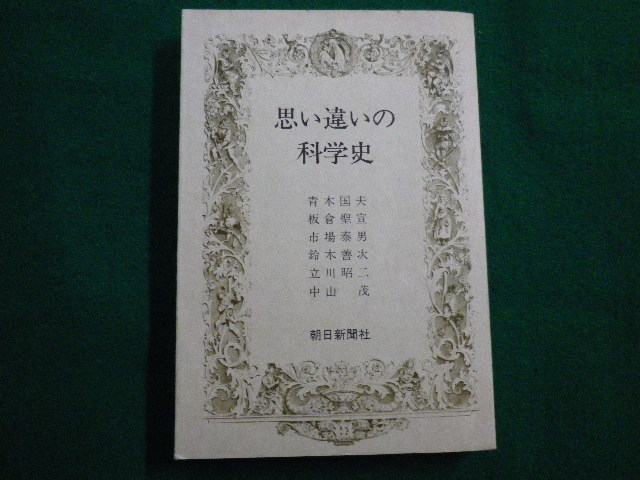 思い違いの
科学史
青木国夫
板倉聖宣
市場泰男
鈴木善次
立川昭二
中山 茂
朝日新聞社